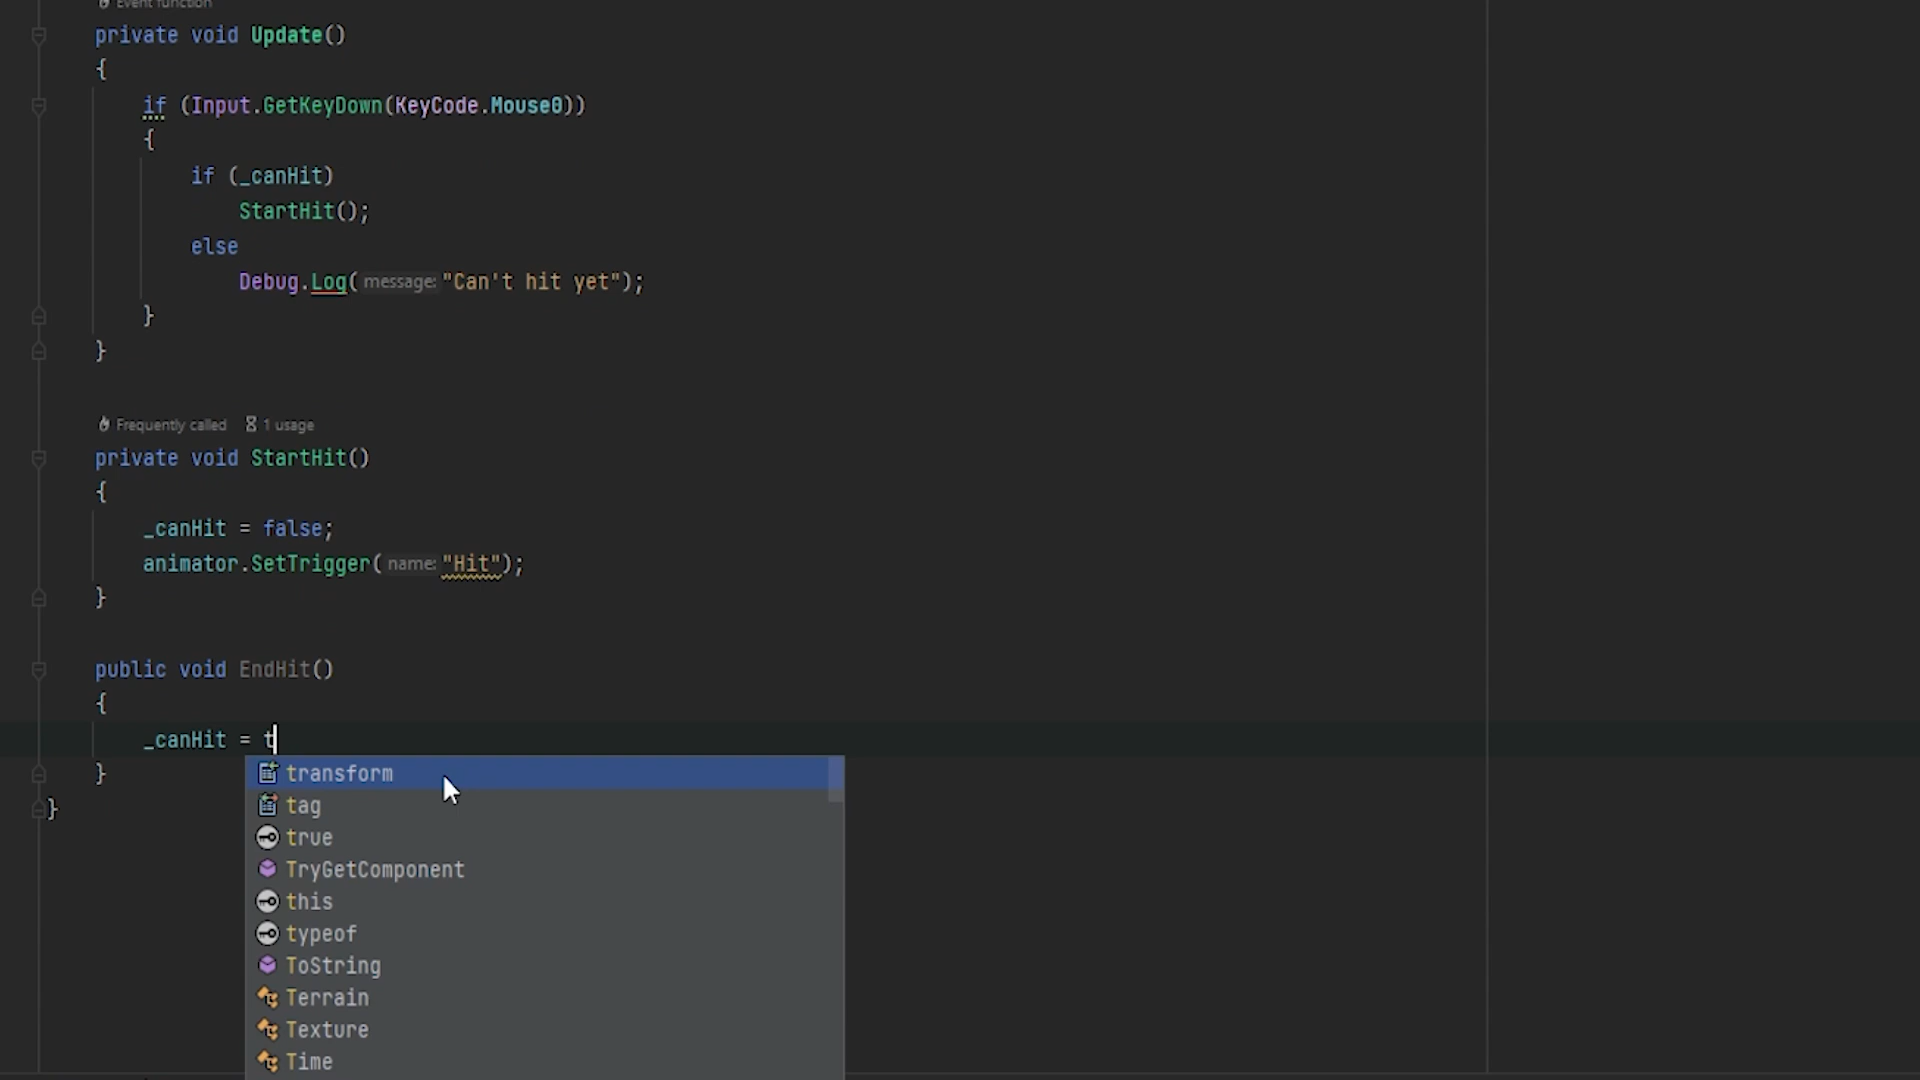 Event function
private void Update()
{
if (Input.GetKeyDown(KeyCode.Mouse0))
{
if (_canHit)
StartHit();
else
Debug.Log( message: "Can't hit yet");
}
}
Frequently called 1 usage
private void StartHit()
{
_canHit = false;
animator.SetTrigger( name: "Hit");
}
public void EndHit()
{
_canHit = t
transform
}
tag
}
true
TryGetComponent
this
typeof
ToString
Terrain
Texture
Time